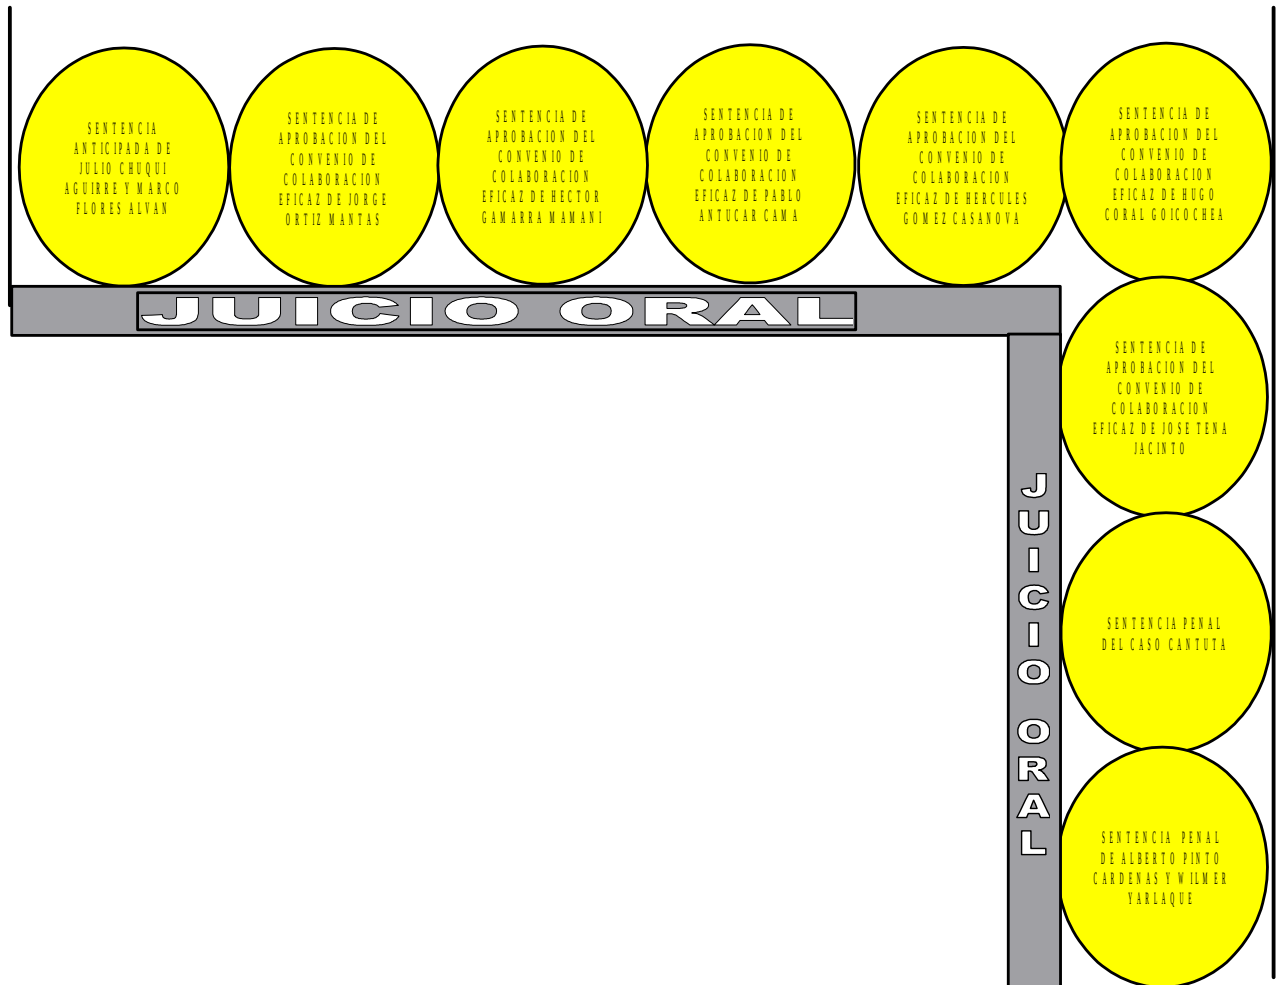 SENTENCIA
ANTICIPADA DE
JULIO CHUQUI
AGUIRRE Y MARCO
FLORES ALVAN
SENTENCIA DE
APROBACION DEL
CONVENIO DE
COLABORACION
EFICAZ DE JORGE
ORTIZ MANTAS
SENTENCIA DE
APROBACION DEL
CONVENIO DE
COLABORACION
EFICAZ DE HECTOR
GAMARRA MAMANI
SENTENCIA DE
APROBACION DEL
CONVENIO DE
COLABORACION
EFICAZ DE PABLO
ANTUCAR CAMA
SENTENCIA DE
APROBACION DEL
CONVENIO DE
COLABORACION
EFICAZ DE HERCULES
GOMEZ CASANOVA
SENTENCIA DE
APROBACION DEL
CONVENIO DE
COLABORACION
EFICAZ DE HUGO
CORAL GOICOCHEA
JUICIO ORAL
SENTENCIA DE
APROBACION DEL
CONVENIO DE
COLABORACION
EFICAZ DE JOSE TENA
JACINTO
JUICIO ORAL
SENTENCIA PENAL
DEL CASO CANTUTA
SENTENCIA PENAL
DE ALBERTO PINTO
CARDENAS Y WILMER
YARLAQUE